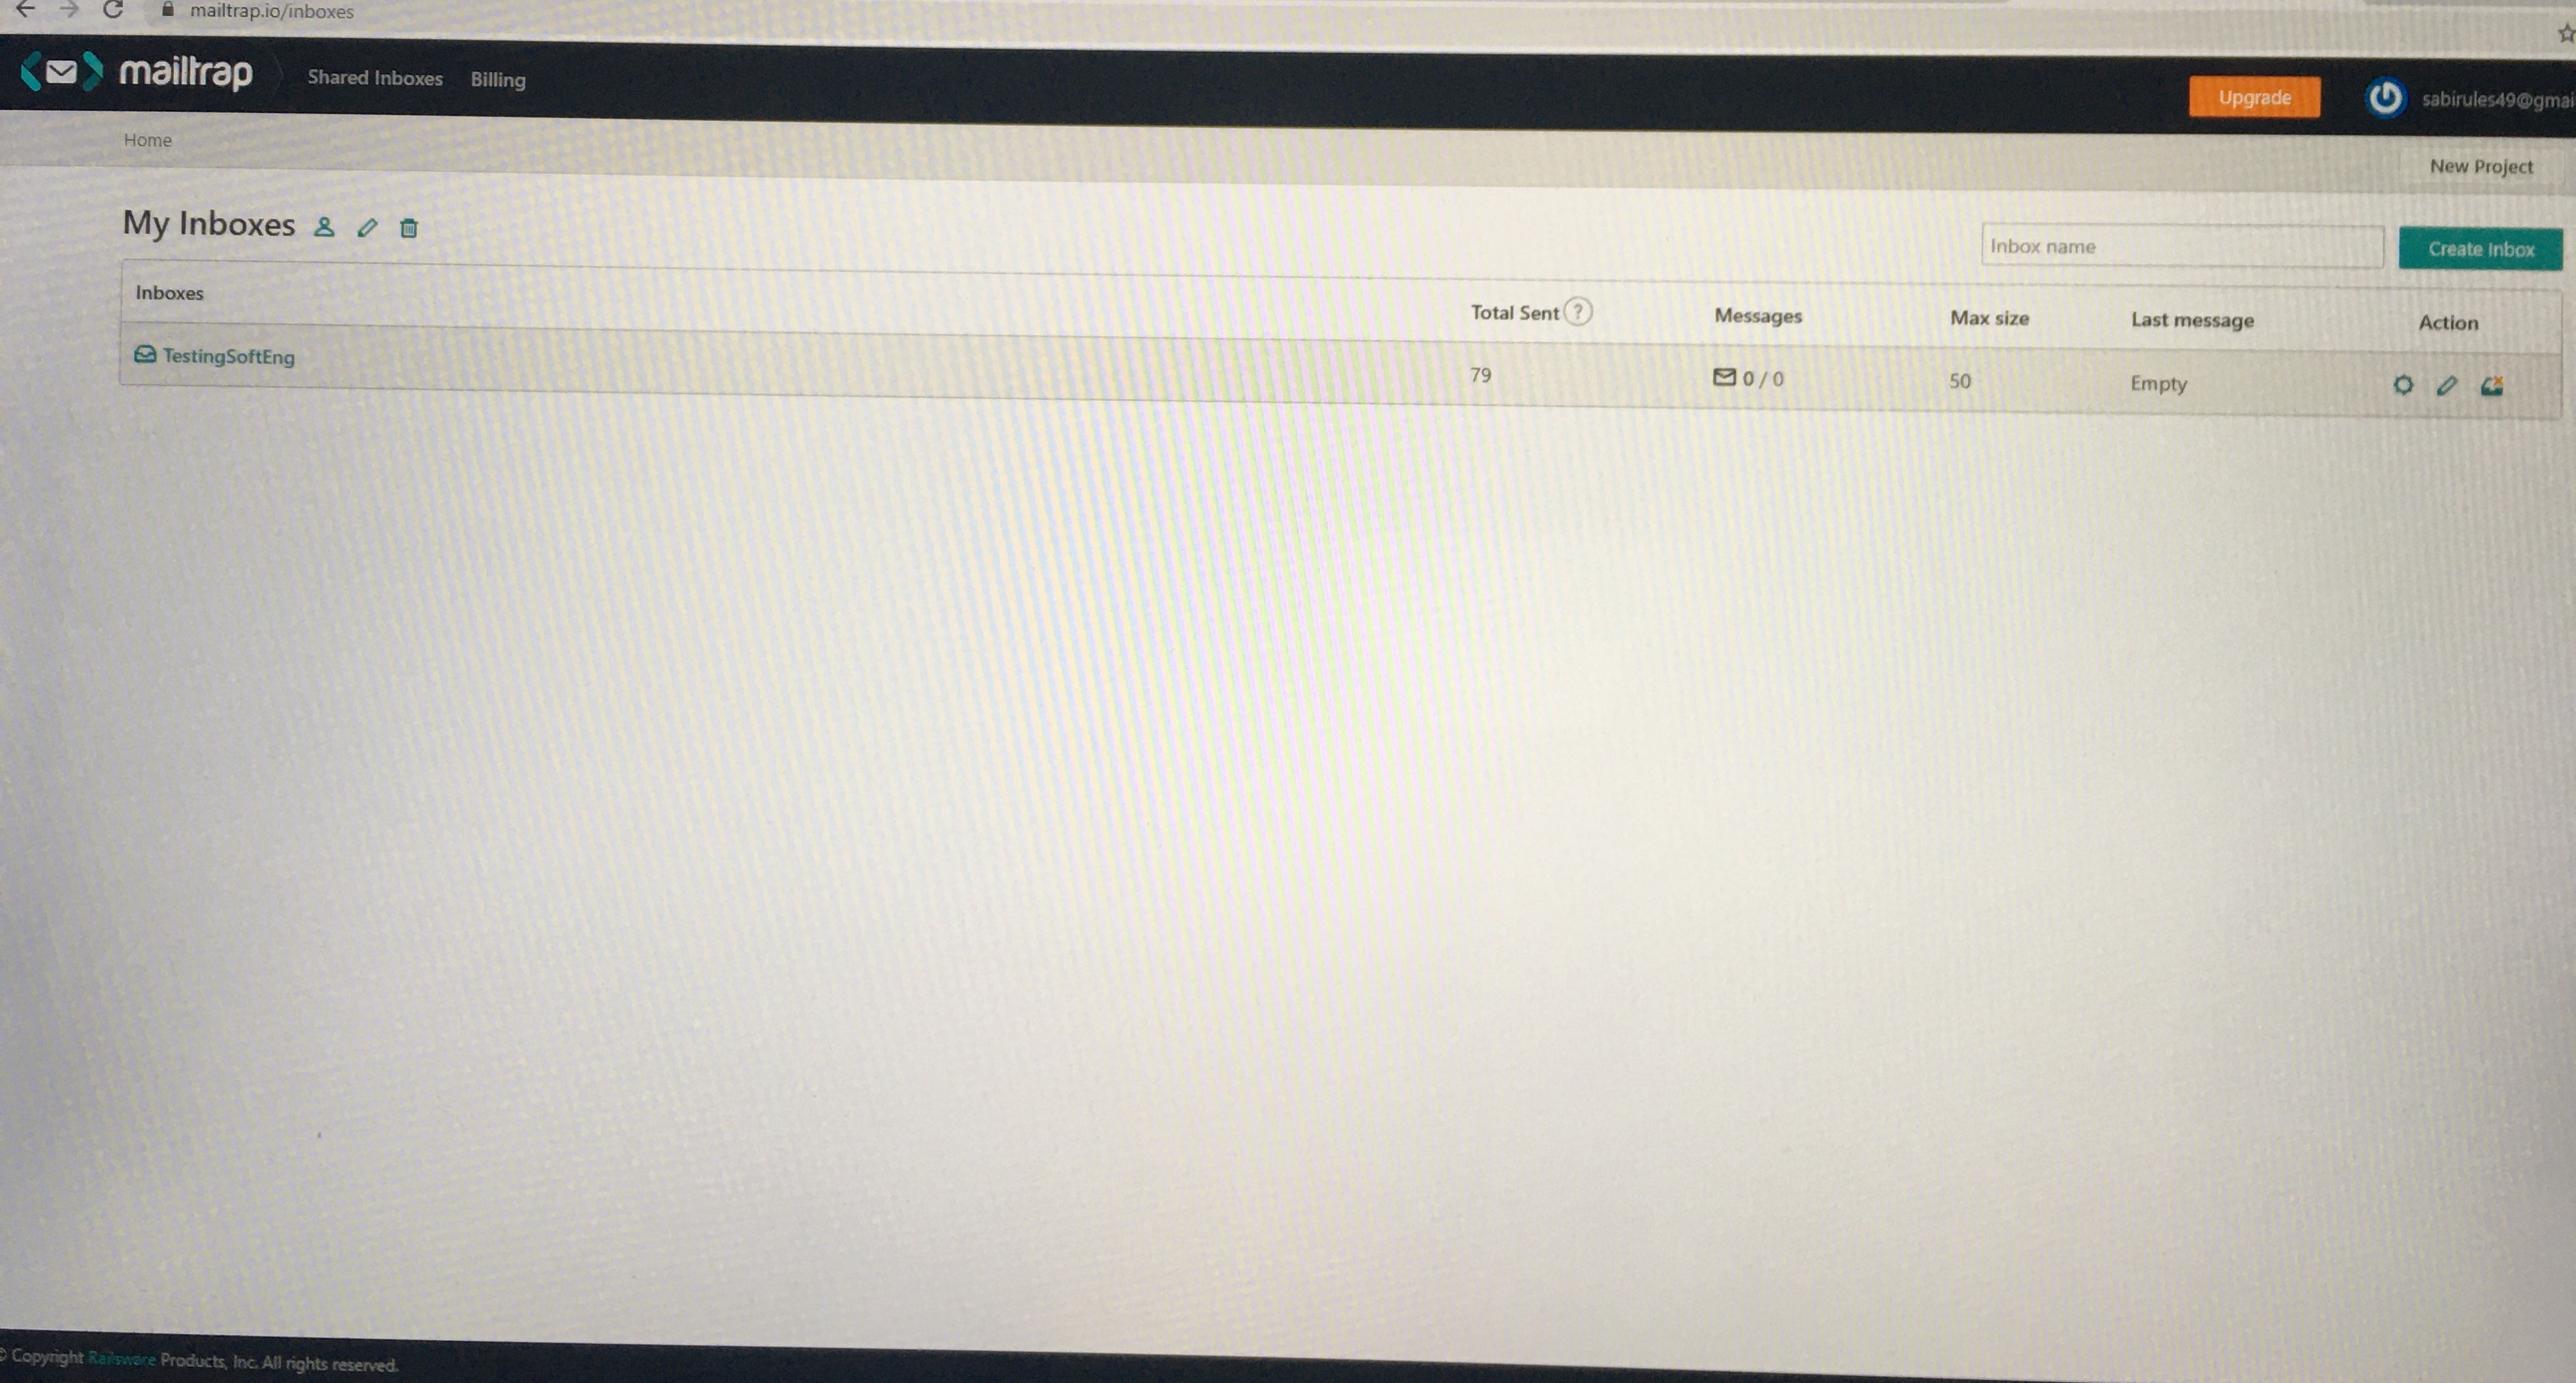 mailtrap.io/inboxes
mailtrap Shared Inboxes Billing Upgrade sabirules49@gmai
Home
New Project
My Inboxes
Inbox name Create Inbox
Inboxes Total Sent ? Messages Max size Last message Action
TestingSoftEng 79 0 / 0 50 Empty
© Copyright Railsware Products, Inc. All rights reserved.